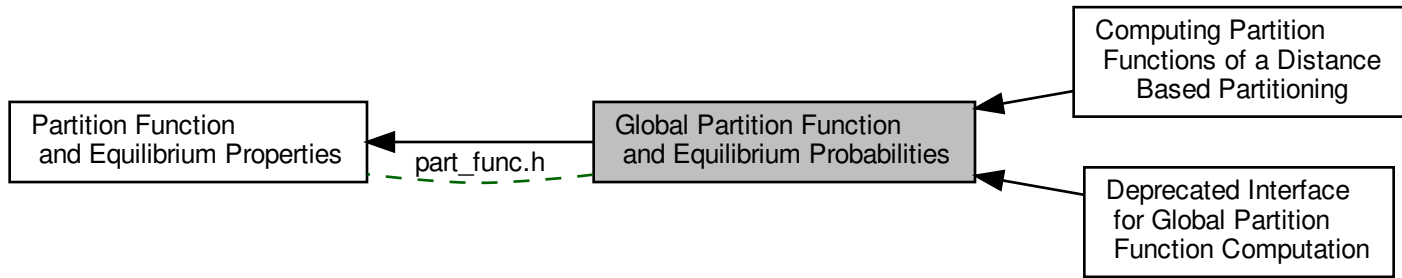 Partition Function
and Equilibrium Properties
part_func.h
Global Partition Function
and Equilibrium Probabilities
Computing Partition
Functions of a Distance
Based Partitioning
Deprecated Interface
for Global Partition
Function Computation